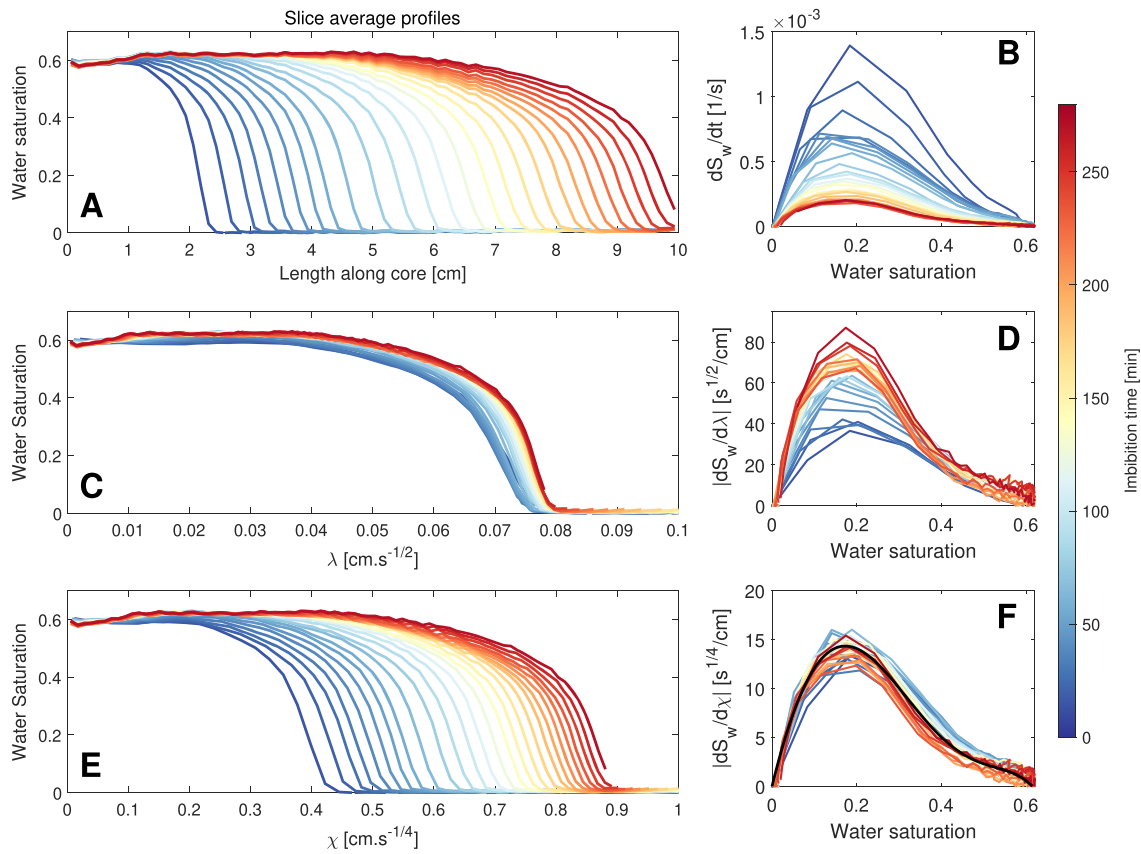 Slice average profiles
Water saturation
0.6
0.4
0.2
0
A
0 1 2 3 4 5 6 7 8 9 10
Length along core [cm]
×10⁻³
dS_w/dt [1/s]
1.5
1
0.5
0
B
0 0.2 0.4 0.6
Water saturation
Water Saturation
0.6
0.4
0.2
0
C
0 0.01 0.02 0.03 0.04 0.05 0.06 0.07 0.08 0.09 0.1
λ [cm.s⁻¹/²]
|dS_w/dλ| [s¹/²/cm]
80
60
40
20
0
D
0 0.2 0.4 0.6
Water saturation
Water Saturation
0.6
0.4
0.2
0
E
0 0.1 0.2 0.3 0.4 0.5 0.6 0.7 0.8 0.9 1
χ [cm.s⁻¹/⁴]
|dS_w/dχ| [s¹/⁴/cm]
20
15
10
5
0
F
0 0.2 0.4 0.6
Water saturation
250
200
150
100
50
0
Imbibition time [min]